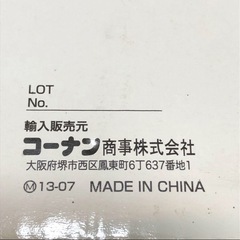 LOT
No.
輸入販売元
コーナン商事株式会社
大阪府堺市西区鳳東町6丁637番地1
Ⓜ13-07 MADE IN CHINA